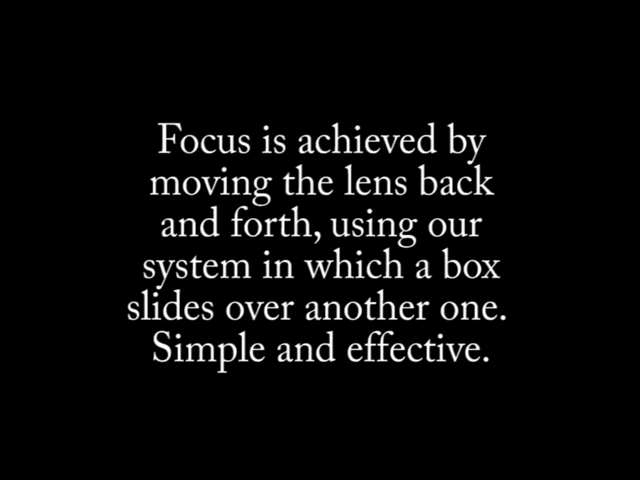 Focus is achieved by
moving the lens back
and forth, using our
system in which a box
slides over another one.
Simple and effective.